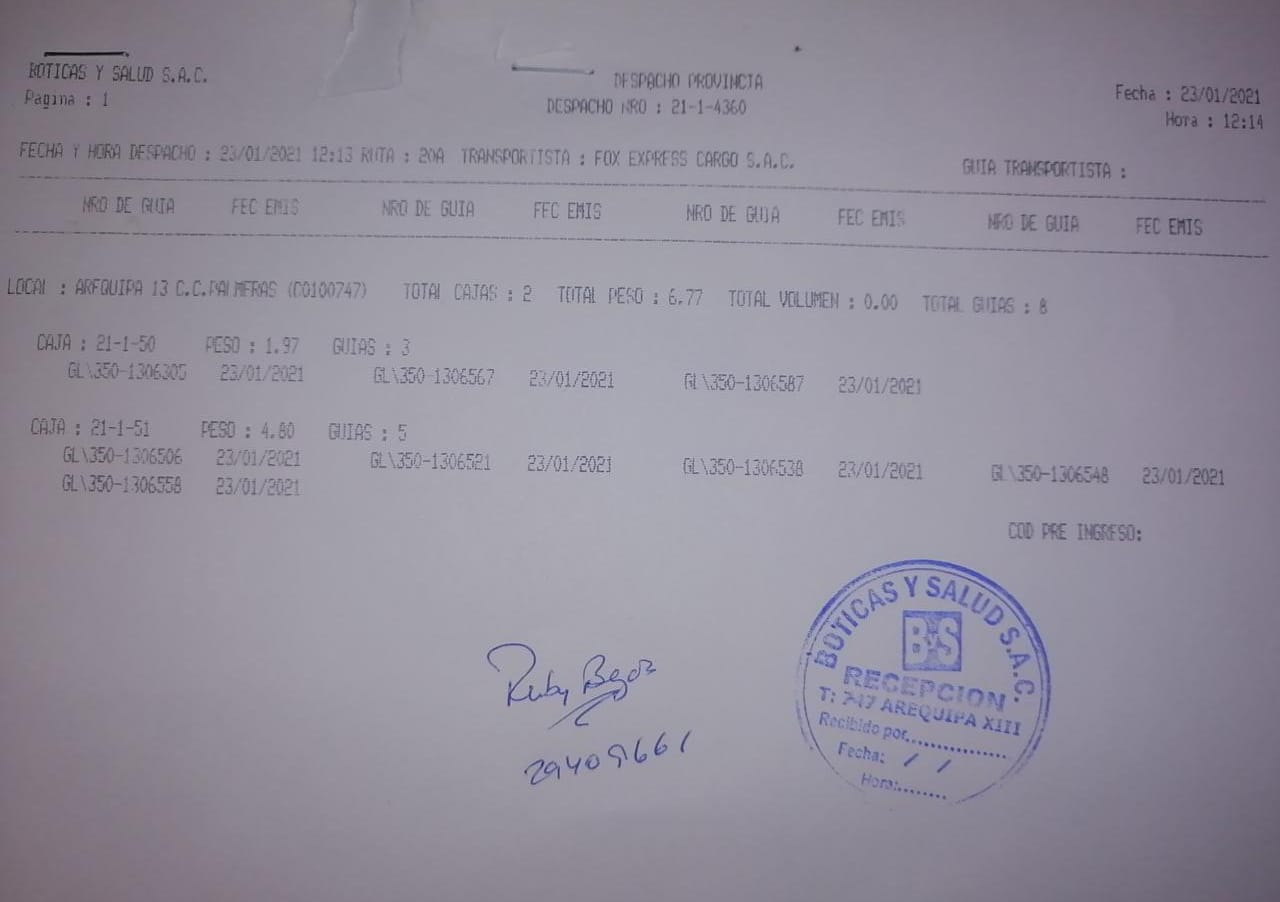 BOTICAS Y SALUD S.A.C.
Pagina : 1
DESPACHO PROVINCIA
DESPACHO NRO : 21-1-4360
Fecha : 23/01/2021
Hora : 12:14
FECHA Y HORA DESPACHO : 23/01/2021 12:13 RUTA : 20A TRANSPORTISTA : FOX EXPRESS CARGO S.A.C. GUIA TRANSPORTISTA :
NRO DE GUIA FEC EMIS NRO DE GUIA FEC EMIS NRO DE GUIA FEC EMIS NRO DE GUIA FEC EMIS
LOCAL : AREQUIPA 13 C.C.PALMERAS (C0100747) TOTAL CAJAS : 2 TOTAL PESO : 6.77 TOTAL VOLUMEN : 0.00 TOTAL GUIAS : 8
CAJA : 21-1-50 PESO : 1.97 GUIAS : 3
GL\350-1306305 23/01/2021 GL\350-1306567 23/01/2021 GL\350-1306587 23/01/2021
CAJA : 21-1-51 PESO : 4.80 GUIAS : 5
GL\350-1306506 23/01/2021 GL\350-1306521 23/01/2021 GL\350-1306538 23/01/2021 GL\350-1306548 23/01/2021
GL\350-1306558 23/01/2021
COD PRE INGRESO:
BOTICAS Y SALUD S.A.C.
ByS
RECEPCION
T: 747 AREQUIPA XIII
Recibido por...............
Fecha: / /
Hora:........
Ruby
29409661